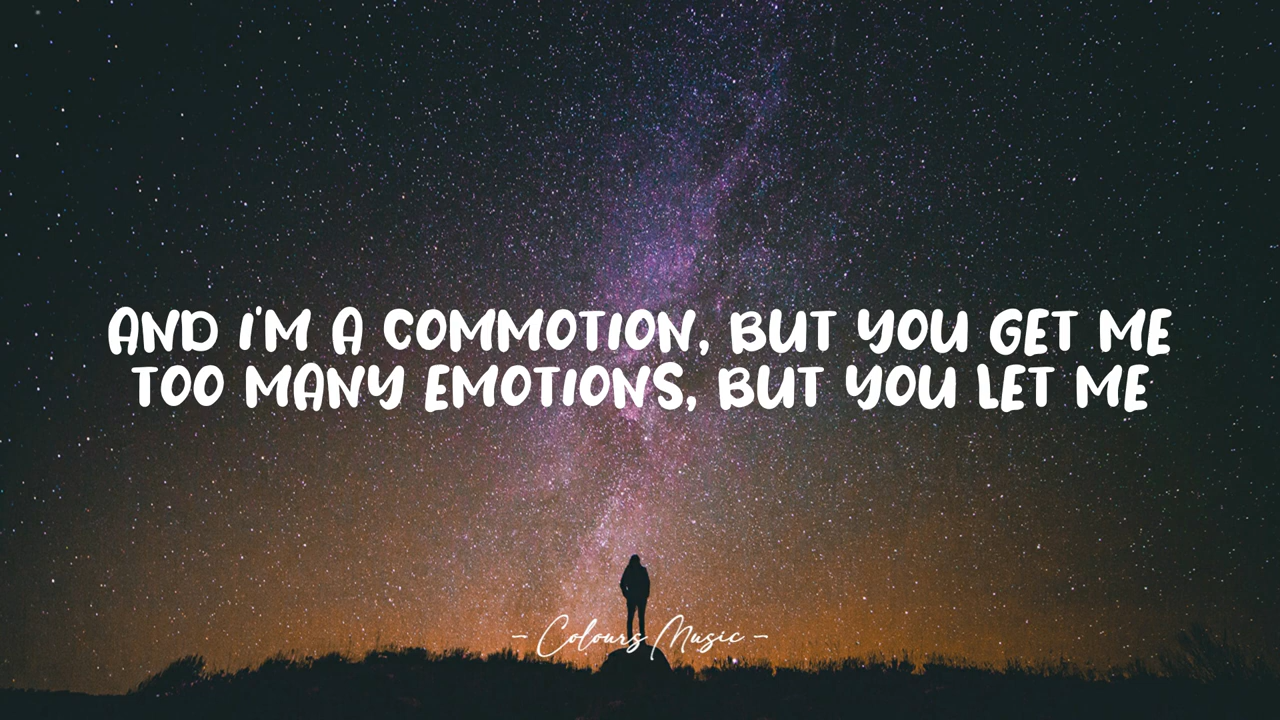 AND I'M A COMMOTION, BUT YOU GET ME
TOO MANY EMOTIONS, BUT YOU LET ME
- Colours Music -